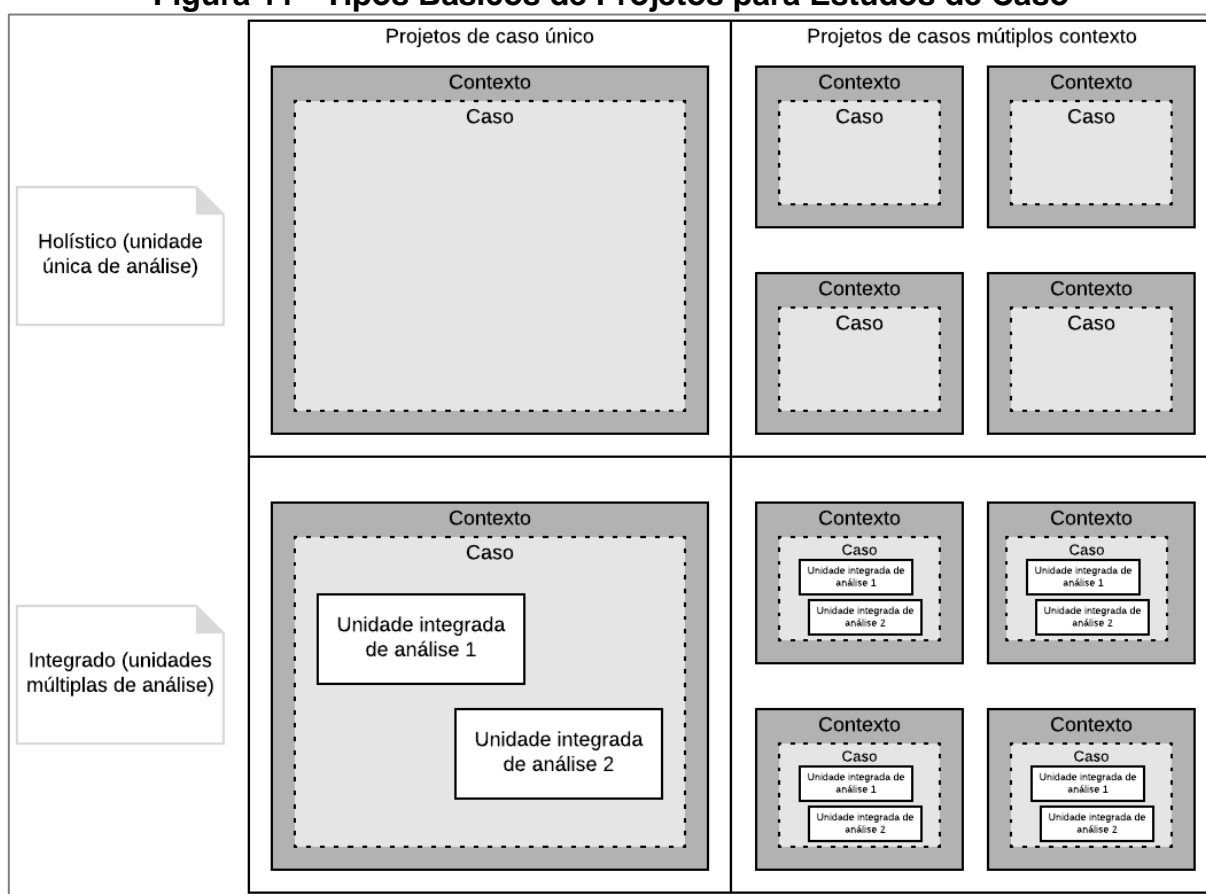 Figura - Tipos Básicos de Projetos para Estudos de Caso
Projetos de caso único
Projetos de casos mútiplos contexto
Holístico (unidade
única de análise)
Contexto
Caso
Contexto
Caso
Contexto
Caso
Contexto
Caso
Contexto
Caso
Integrado (unidades
múltiplas de análise)
Contexto
Caso
Unidade integrada
de análise 1
Unidade integrada
de análise 2
Contexto
Caso
Unidade integrada de
análise 1
Unidade integrada de
análise 2
Contexto
Caso
Unidade integrada de
análise 1
Unidade integrada de
análise 2
Contexto
Caso
Unidade integrada de
análise 1
Unidade integrada de
análise 2
Contexto
Caso
Unidade integrada de
análise 1
Unidade integrada de
análise 2